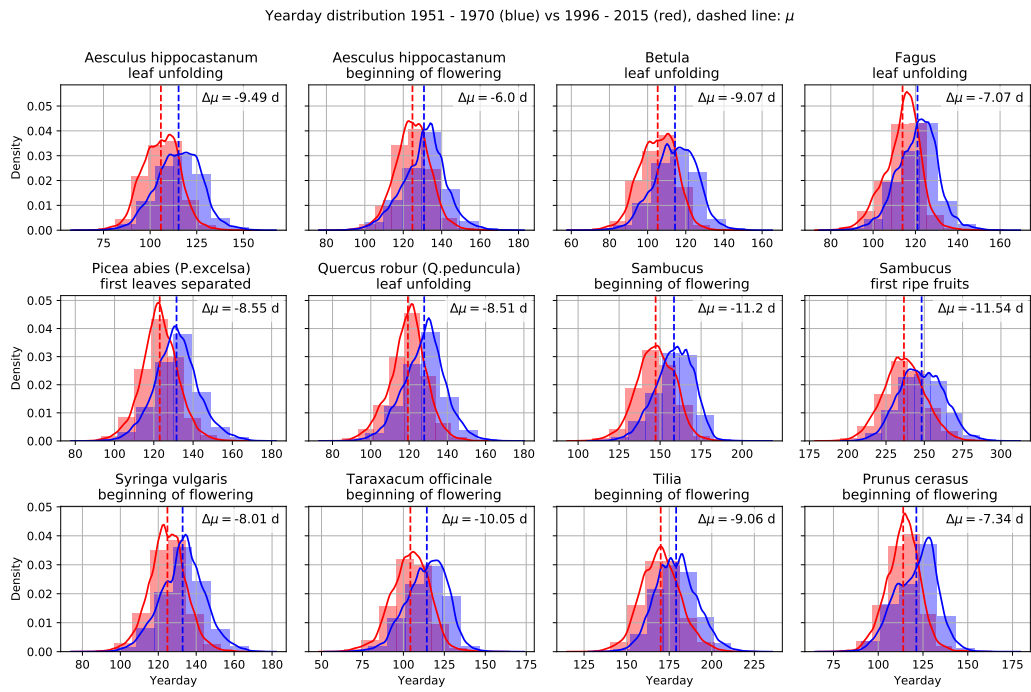 Yearday distribution 1951 - 1970 (blue) vs 1996 - 2015 (red), dashed line: μ
Aesculus hippocastanum
leaf unfolding
Δμ = -9.49 d
Density
0.05
0.04
0.03
0.02
0.01
0.00
75 100 125 150
Aesculus hippocastanum
beginning of flowering
Δμ = -6.0 d
80 100 120 140 160 180
Betula
leaf unfolding
Δμ = -9.07 d
60 80 100 120 140 160
Fagus
leaf unfolding
Δμ = -7.07 d
80 100 120 140 160
Picea abies (P.excelsa)
first leaves separated
Δμ = -8.55 d
Density
0.05
0.04
0.03
0.02
0.01
0.00
80 100 120 140 160 180
Quercus robur (Q.peduncula)
leaf unfolding
Δμ = -8.51 d
80 100 120 140 160 180
Sambucus
beginning of flowering
Δμ = -11.2 d
100 125 150 175 200
Sambucus
first ripe fruits
Δμ = -11.54 d
175 200 225 250 275 300
Syringa vulgaris
beginning of flowering
Δμ = -8.01 d
Density
0.05
0.04
0.03
0.02
0.01
0.00
80 100 120 140 160 180
Yearday
Taraxacum officinale
beginning of flowering
Δμ = -10.05 d
50 75 100 125 150 175
Yearday
Tilia
beginning of flowering
Δμ = -9.06 d
125 150 175 200 225
Yearday
Prunus cerasus
beginning of flowering
Δμ = -7.34 d
75 100 125 150 175
Yearday